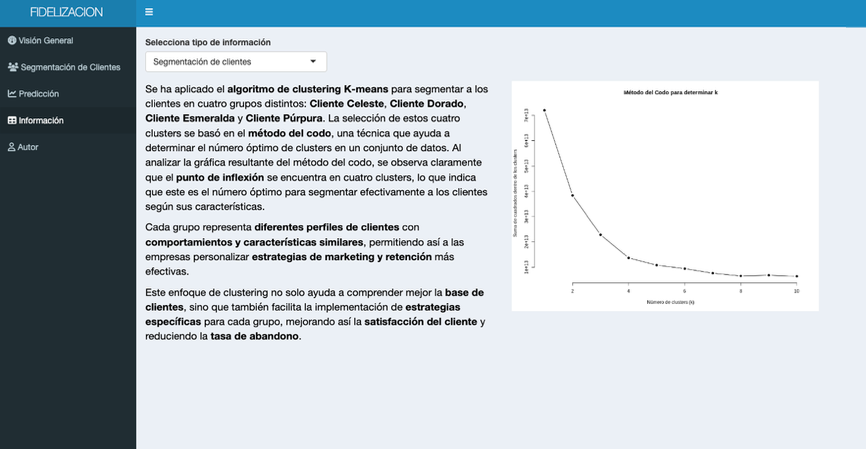 FIDELIZACION
Visión General
Segmentación de Clientes
Predicción
Información
Autor
Selecciona tipo de información
Segmentación de clientes
Se ha aplicado el algoritmo de clustering K-means para segmentar a los
clientes en cuatro grupos distintos: Cliente Celeste, Cliente Dorado,
Cliente Esmeralda y Cliente Púrpura. La selección de estos cuatro
clusters se basó en el método del codo, una técnica que ayuda a
determinar el número óptimo de clusters en un conjunto de datos. Al
analizar la gráfica resultante del método del codo, se observa claramente
que el punto de inflexión se encuentra en cuatro clusters, lo que indica
que este es el número óptimo para segmentar efectivamente a los clientes
según sus características.
Cada grupo representa diferentes perfiles de clientes con
comportamientos y características similares, permitiendo así a las
empresas personalizar estrategias de marketing y retención más
efectivas.
Este enfoque de clustering no solo ayuda a comprender mejor la base de
clientes, sino que también facilita la implementación de estrategias
específicas para cada grupo, mejorando así la satisfacción del cliente y
reduciendo la tasa de abandono.
Método del Codo para determinar k
Suma de cuadrados dentro de los clusters
7e+13
6e+13
5e+13
4e+13
3e+13
2e+13
1e+13
2 4 6 8 10
Número de clusters (k)